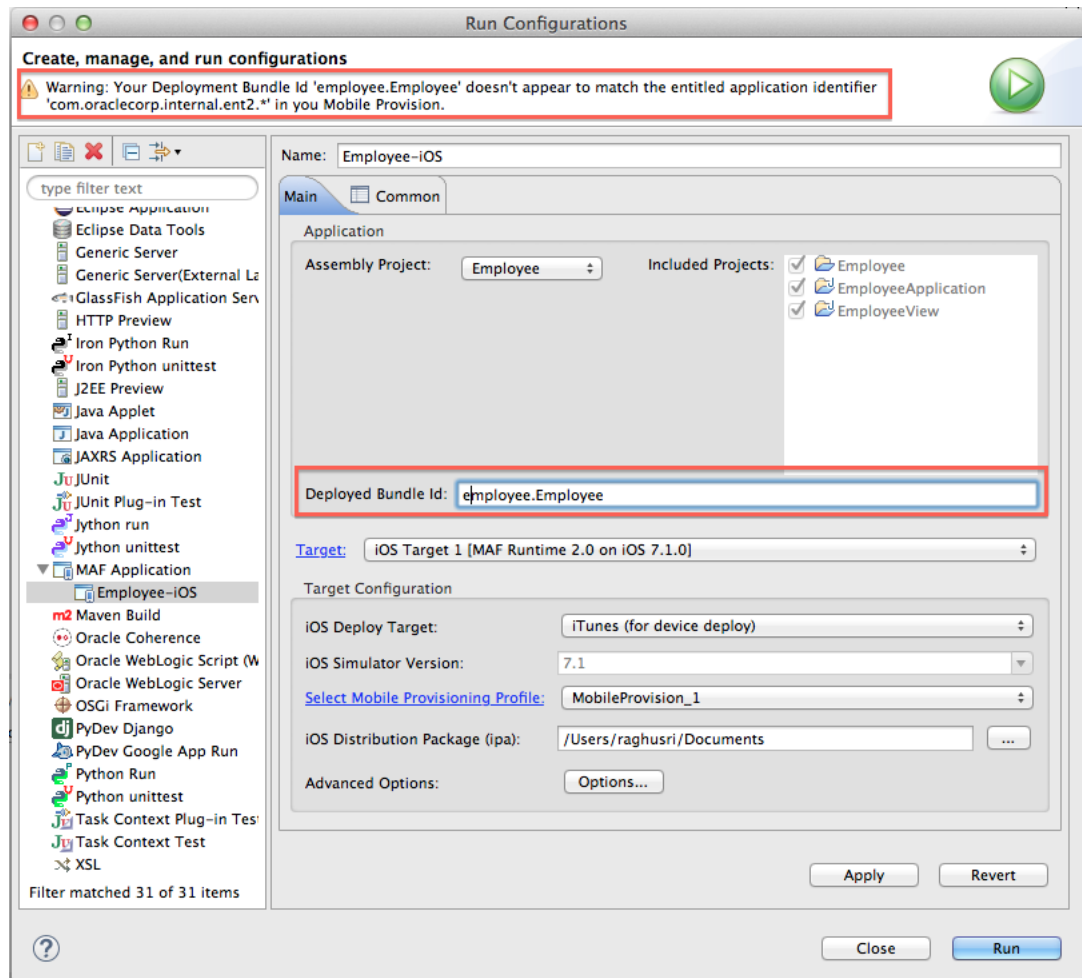 Run Configurations
Create, manage, and run configurations
Warning: Your Deployment Bundle Id 'employee.Employee' doesn't appear to match the entitled application identifier
'com.oraclecorp.internal.ent2.*' in you Mobile Provision.
type filter text
Eclipse Application
Eclipse Data Tools
Generic Server
Generic Server(External La
GlassFish Application Serv
HTTP Preview
Iron Python Run
Iron Python unittest
J2EE Preview
Java Applet
Java Application
JAXRS Application
JUnit
JUnit Plug-in Test
Jython run
Jython unittest
MAF Application
Employee-iOS
Maven Build
Oracle Coherence
Oracle WebLogic Script (W
Oracle WebLogic Server
OSGi Framework
PyDev Django
PyDev Google App Run
Python Run
Python unittest
Task Context Plug-in Test
Task Context Test
XSL
Filter matched 31 of 31 items
Name: Employee-iOS
Main Common
Application
Assembly Project: Employee
Included Projects: Employee
EmployeeApplication
EmployeeView
Deployed Bundle Id: employee.Employee
Target: iOS Target 1 [MAF Runtime 2.0 on iOS 7.1.0]
Target Configuration
iOS Deploy Target: iTunes (for device deploy)
iOS Simulator Version: 7.1
Select Mobile Provisioning Profile: MobileProvision_1
iOS Distribution Package (ipa): /Users/raghusri/Documents ...
Advanced Options: Options...
Apply Revert
? Close Run